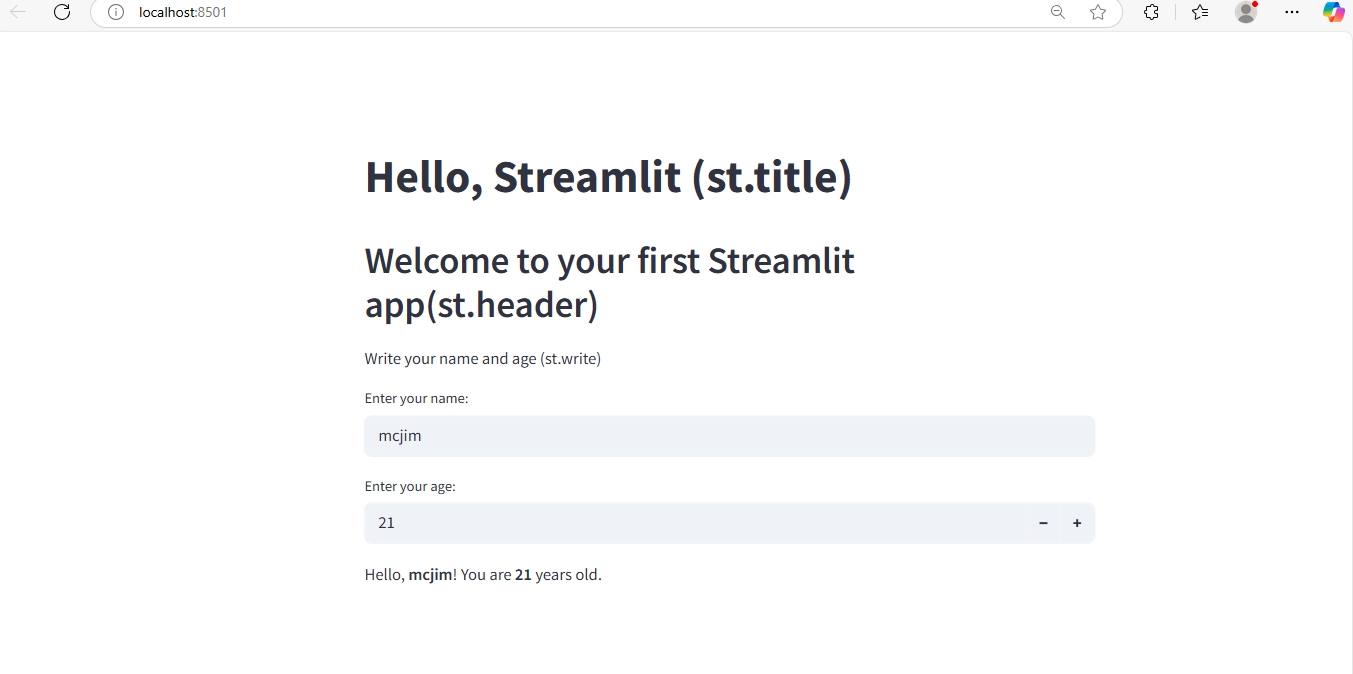 localhost:8501
Hello, Streamlit (st.title)
Welcome to your first Streamlit
app(st.header)
Write your name and age (st.write)
Enter your name:
mcjim
Enter your age:
21
Hello, mcjim! You are 21 years old.